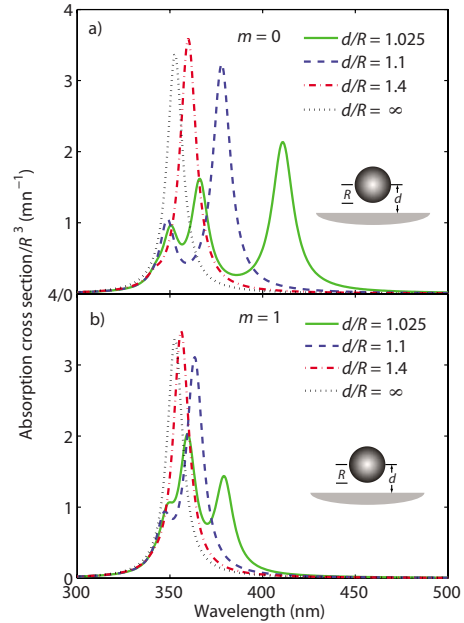 4
a)
m = 0
d/R = 1.025
d/R = 1.1
d/R = 1.4
d/R = ∞
3
2
R
d
1
Absorption cross section/R³ (mn⁻¹)
4/0
b)
m = 1
d/R = 1.025
d/R = 1.1
d/R = 1.4
d/R = ∞
3
2
R
d
1
0
300 350 400 450 500
Wavelength (nm)